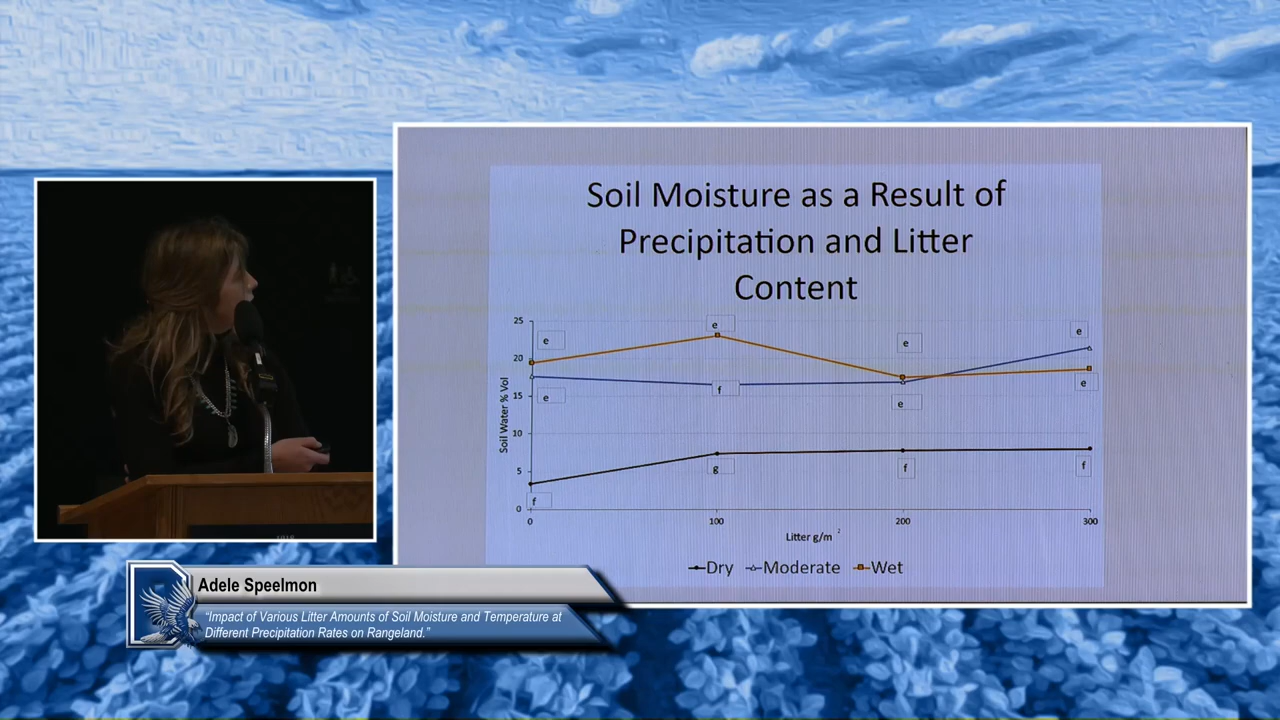 Soil Moisture as a Result of
Precipitation and Litter
Content
25
20
15
10
5
0
Soil Water % Vol
e
e
e
e
e
f
e
e
f
g
f
f
0
100
200
300
Litter g/m 2
Dry
Moderate
Wet
Adele Speelmon
“Impact of Various Litter Amounts of Soil Moisture and Temperature at
Different Precipitation Rates on Rangeland.”